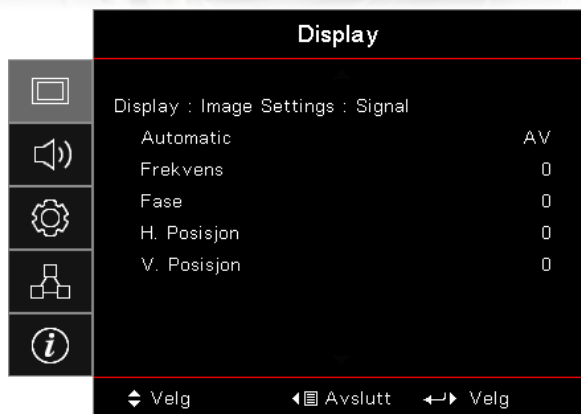 Display
Display : Image Settings : Signal
Automatic AV
Frekvens 0
Fase 0
H. Posisjon 0
V. Posisjon 0
Velg Avslutt Velg